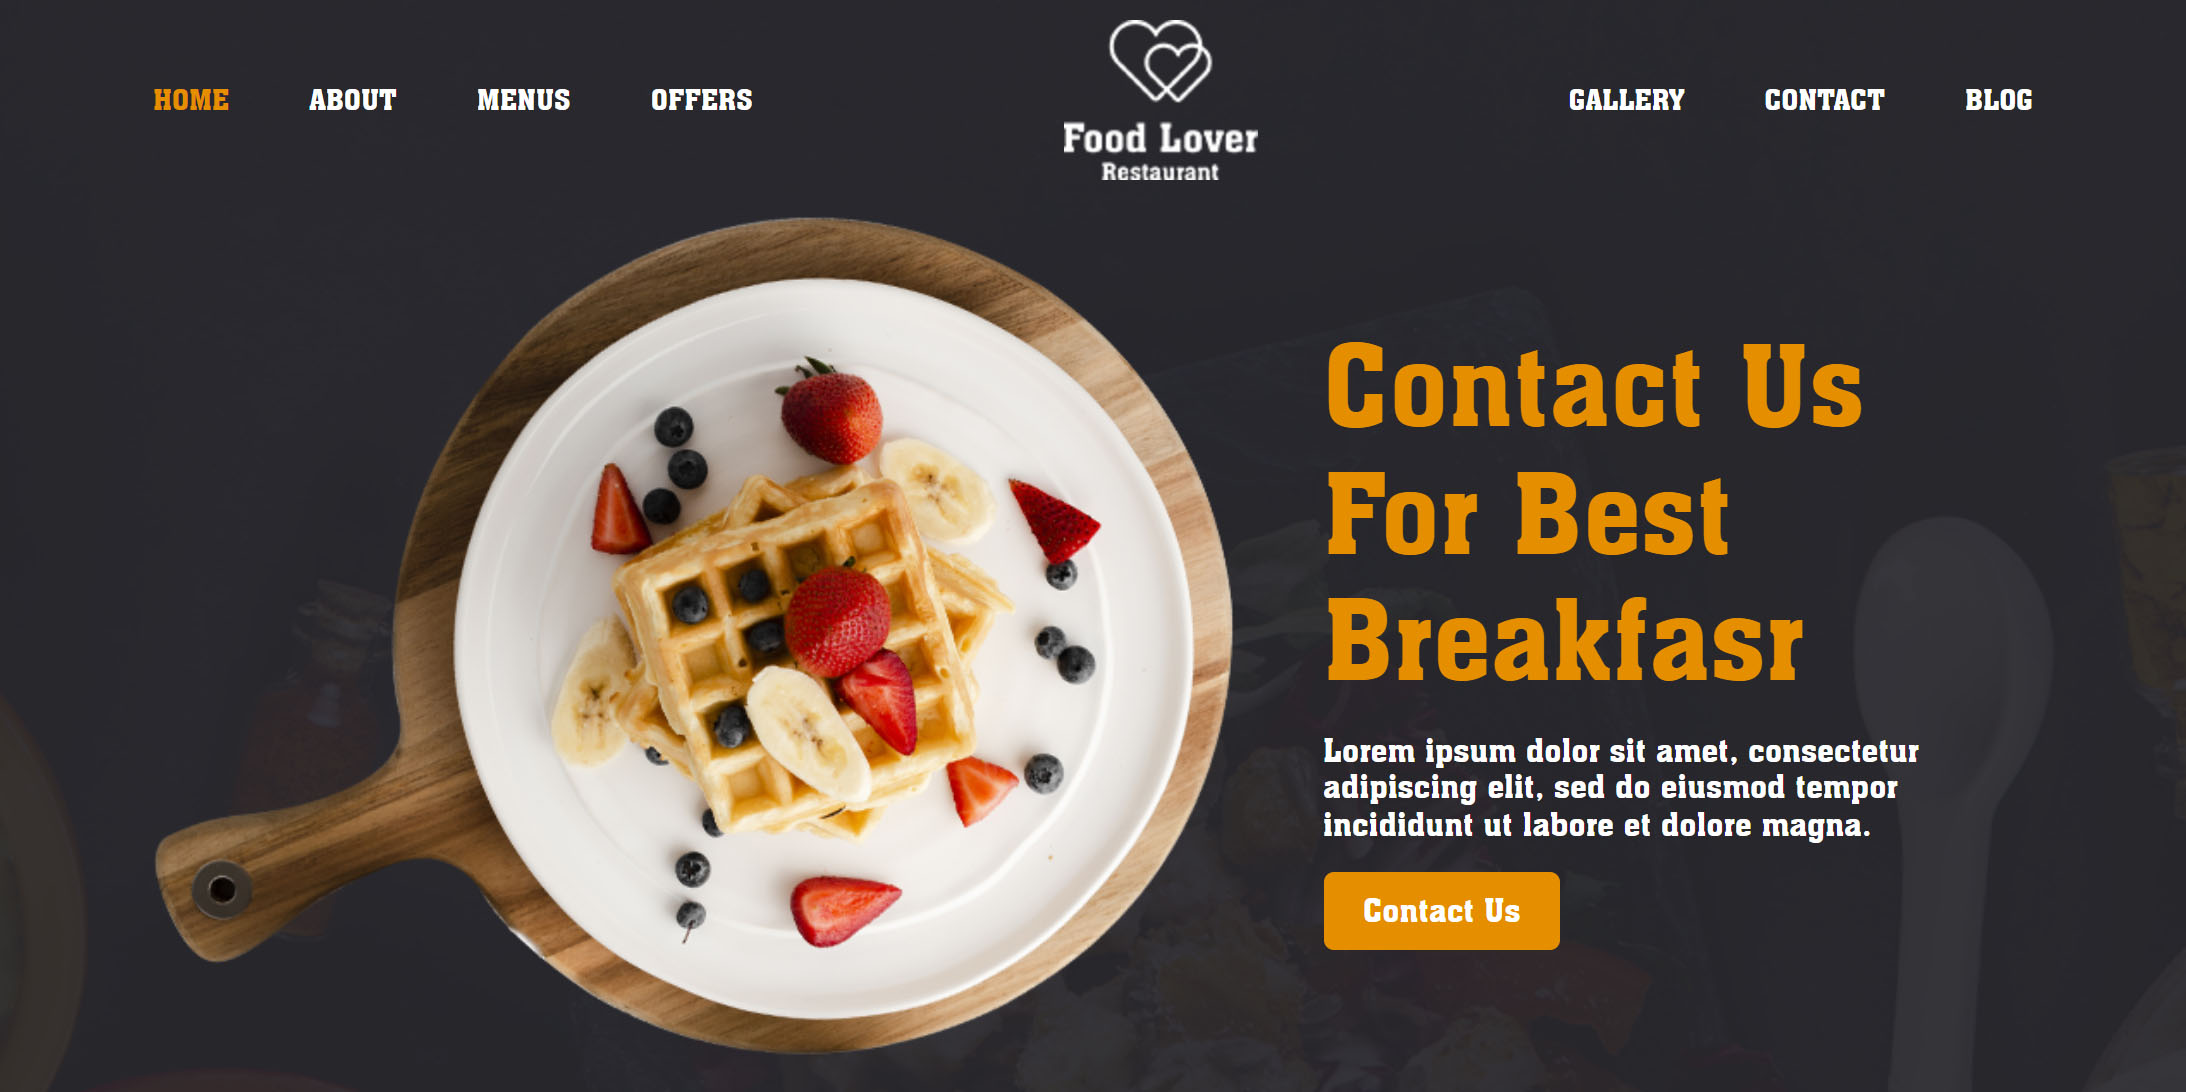 HOME ABOUT MENUS OFFERS
Food Lover
Restaurant
GALLERY CONTACT BLOG
Contact Us
For Best
Breakfasr
Lorem ipsum dolor sit amet, consectetur
adipiscing elit, sed do eiusmod tempor
incididunt ut labore et dolore magna.
Contact Us